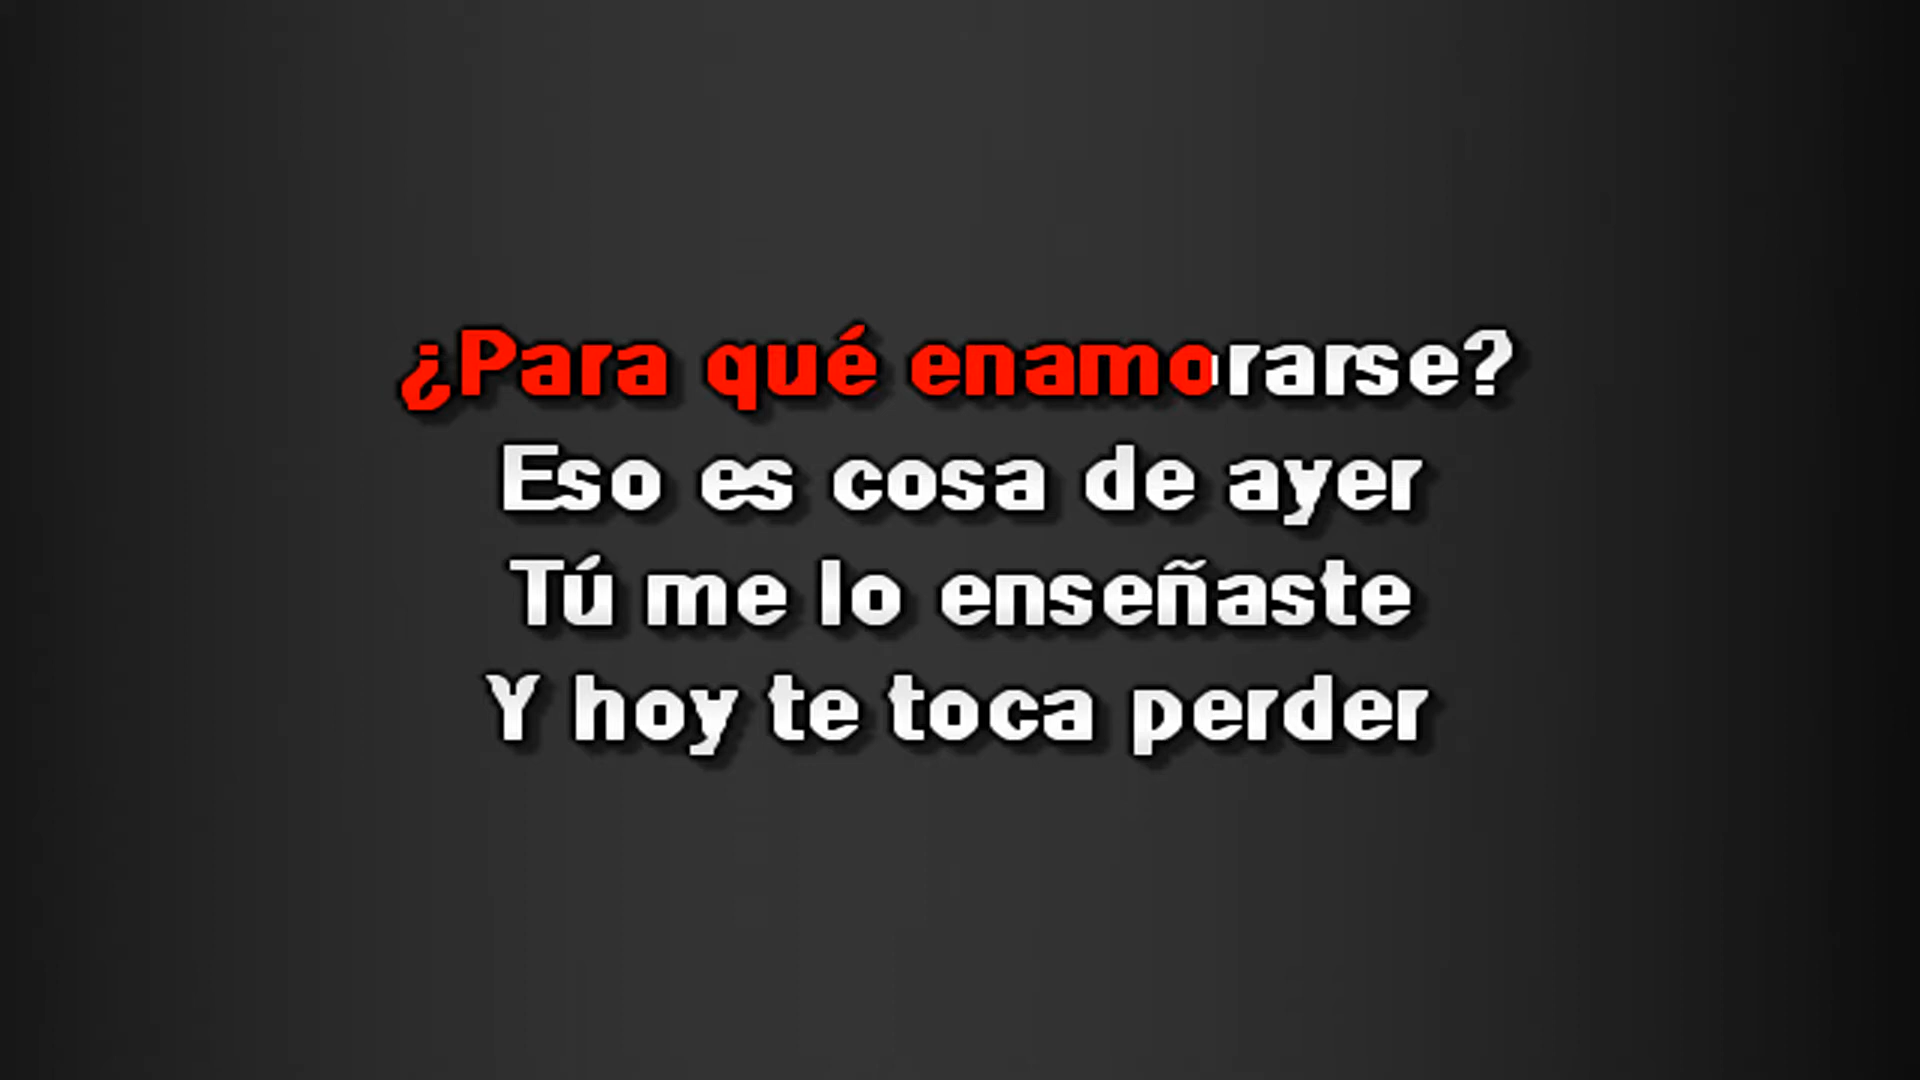 ¿Para qué enamorarse?
Eso es cosa de ayer
Tú me lo enseñaste
Y hoy te toca perder